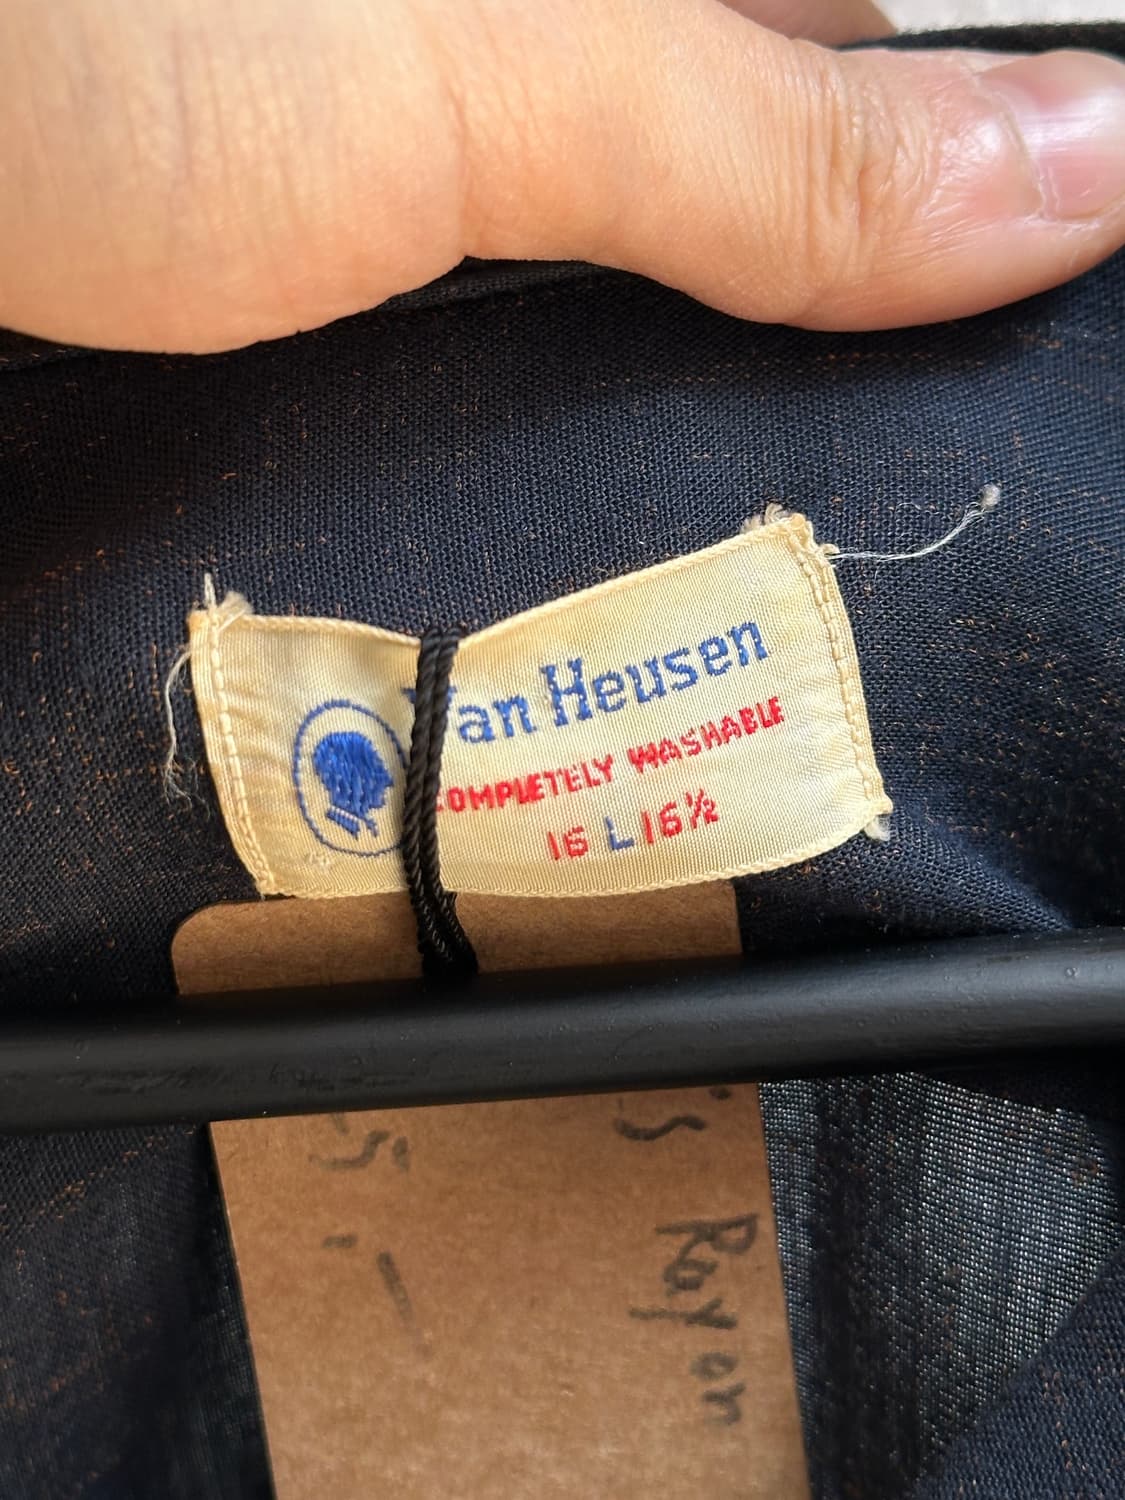 Van Heusen
COMPLETELY WASHABLE
16 L 16½
's Rayon